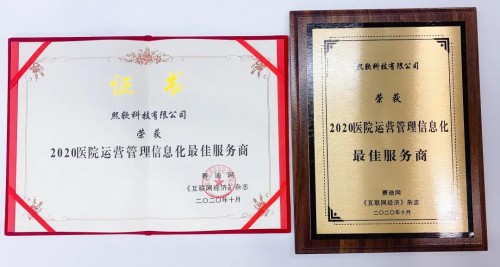 证书
熙软科技有限公司
荣获
2020医院运营管理信息化最佳服务商
赛迪网
《互联网经济》杂志
二〇二〇年十月
熙软科技有限公司
荣获
2020医院运营管理信息化
最佳服务商
赛迪网
《互联网经济》杂志
二〇二〇年十月